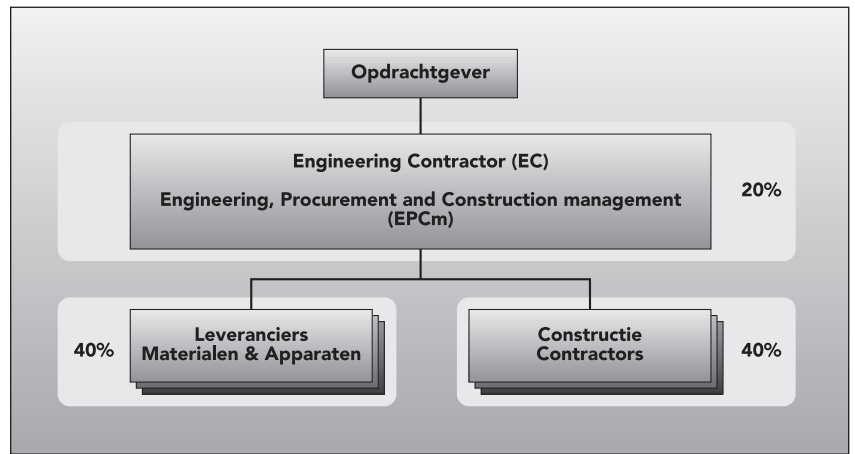 Opdrachtgever
Engineering Contractor (EC)
Engineering, Procurement and Construction management
(EPCm)
20%
40%
Leveranciers
Materialen & Apparaten
Constructie
Contractors
40%